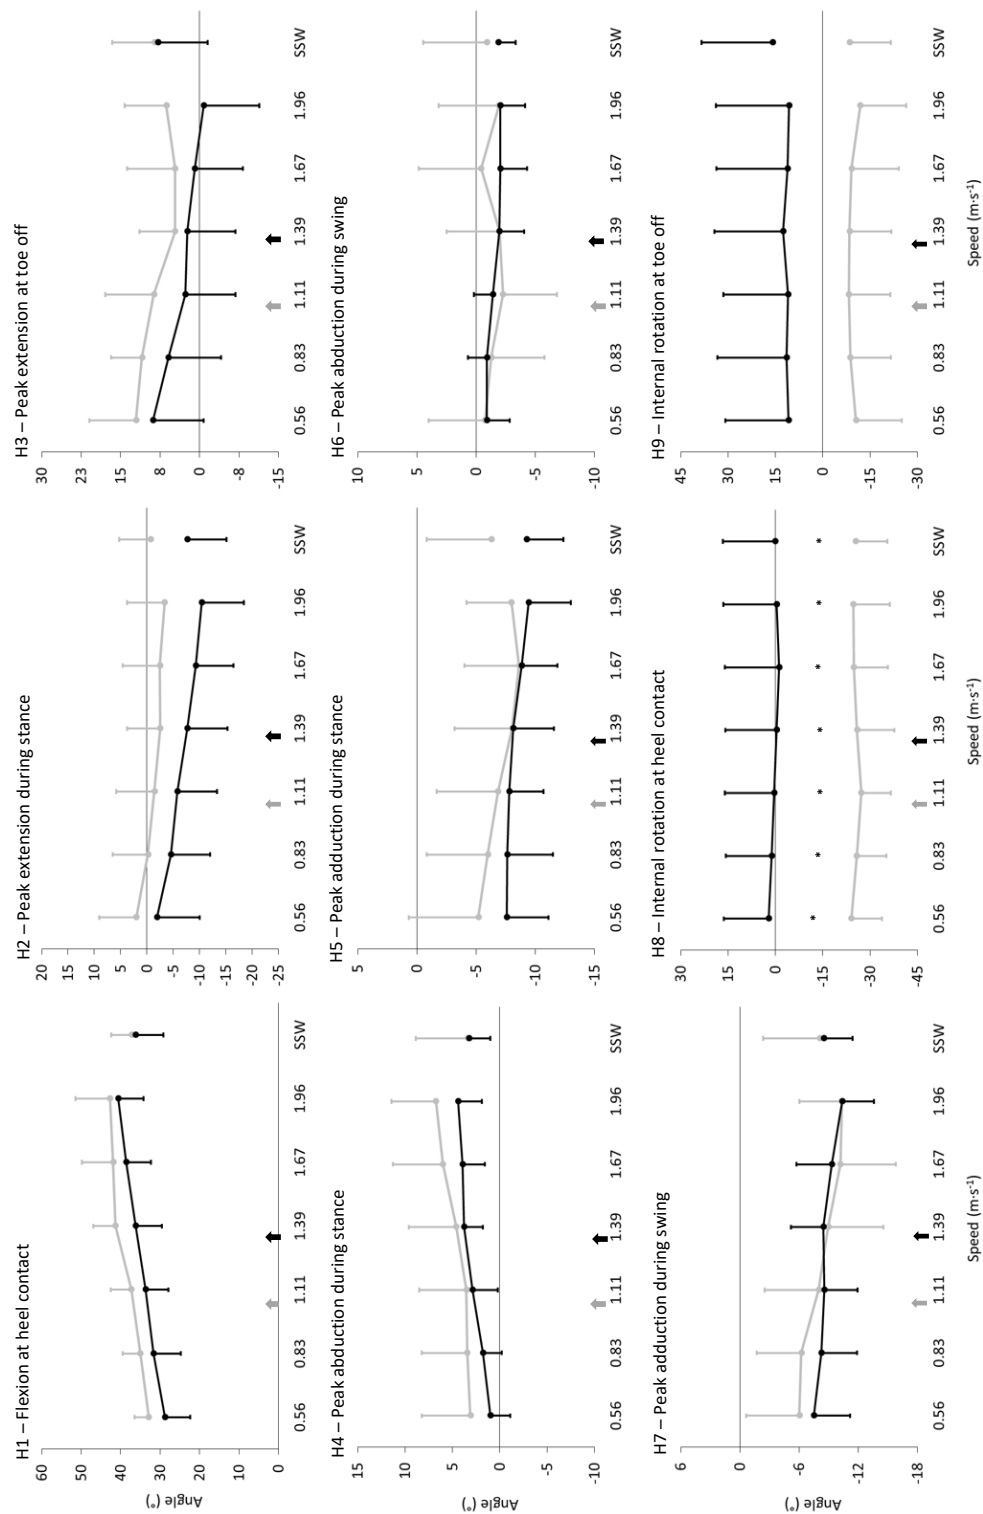 H1 – Flexion at heel contact
Angle (°)
60
50
40
30
20
10
0
0.56 0.83 1.11 1.39 1.67 1.96 SSW
H2 – Peak extension during stance
20
15
10
5
0
-5
-10
-15
-20
-25
0.56 0.83 1.11 1.39 1.67 1.96 SSW
H3 – Peak extension at toe off
30
23
15
8
0
-8
-15
0.56 0.83 1.11 1.39 1.67 1.96 SSW
H4 – Peak abduction during stance
Angle (°)
15
10
5
0
-5
-10
0.56 0.83 1.11 1.39 1.67 1.96 SSW
H5 – Peak adduction during stance
5
0
-5
-10
-15
0.56 0.83 1.11 1.39 1.67 1.96 SSW
H6 – Peak abduction during swing
10
5
0
-5
-10
0.56 0.83 1.11 1.39 1.67 1.96 SSW
H7 – Peak adduction during swing
Angle (°)
6
0
-6
-12
-18
0.56 0.83 1.11 1.39 1.67 1.96 SSW
Speed (m·s⁻¹)
H8 – Internal rotation at heel contact
30
15
0
-15
-30
-45
* * * * * * *
0.56 0.83 1.11 1.39 1.67 1.96 SSW
Speed (m·s⁻¹)
H9 – Internal rotation at toe off
45
30
15
0
-15
-30
0.56 0.83 1.11 1.39 1.67 1.96 SSW
Speed (m·s⁻¹)